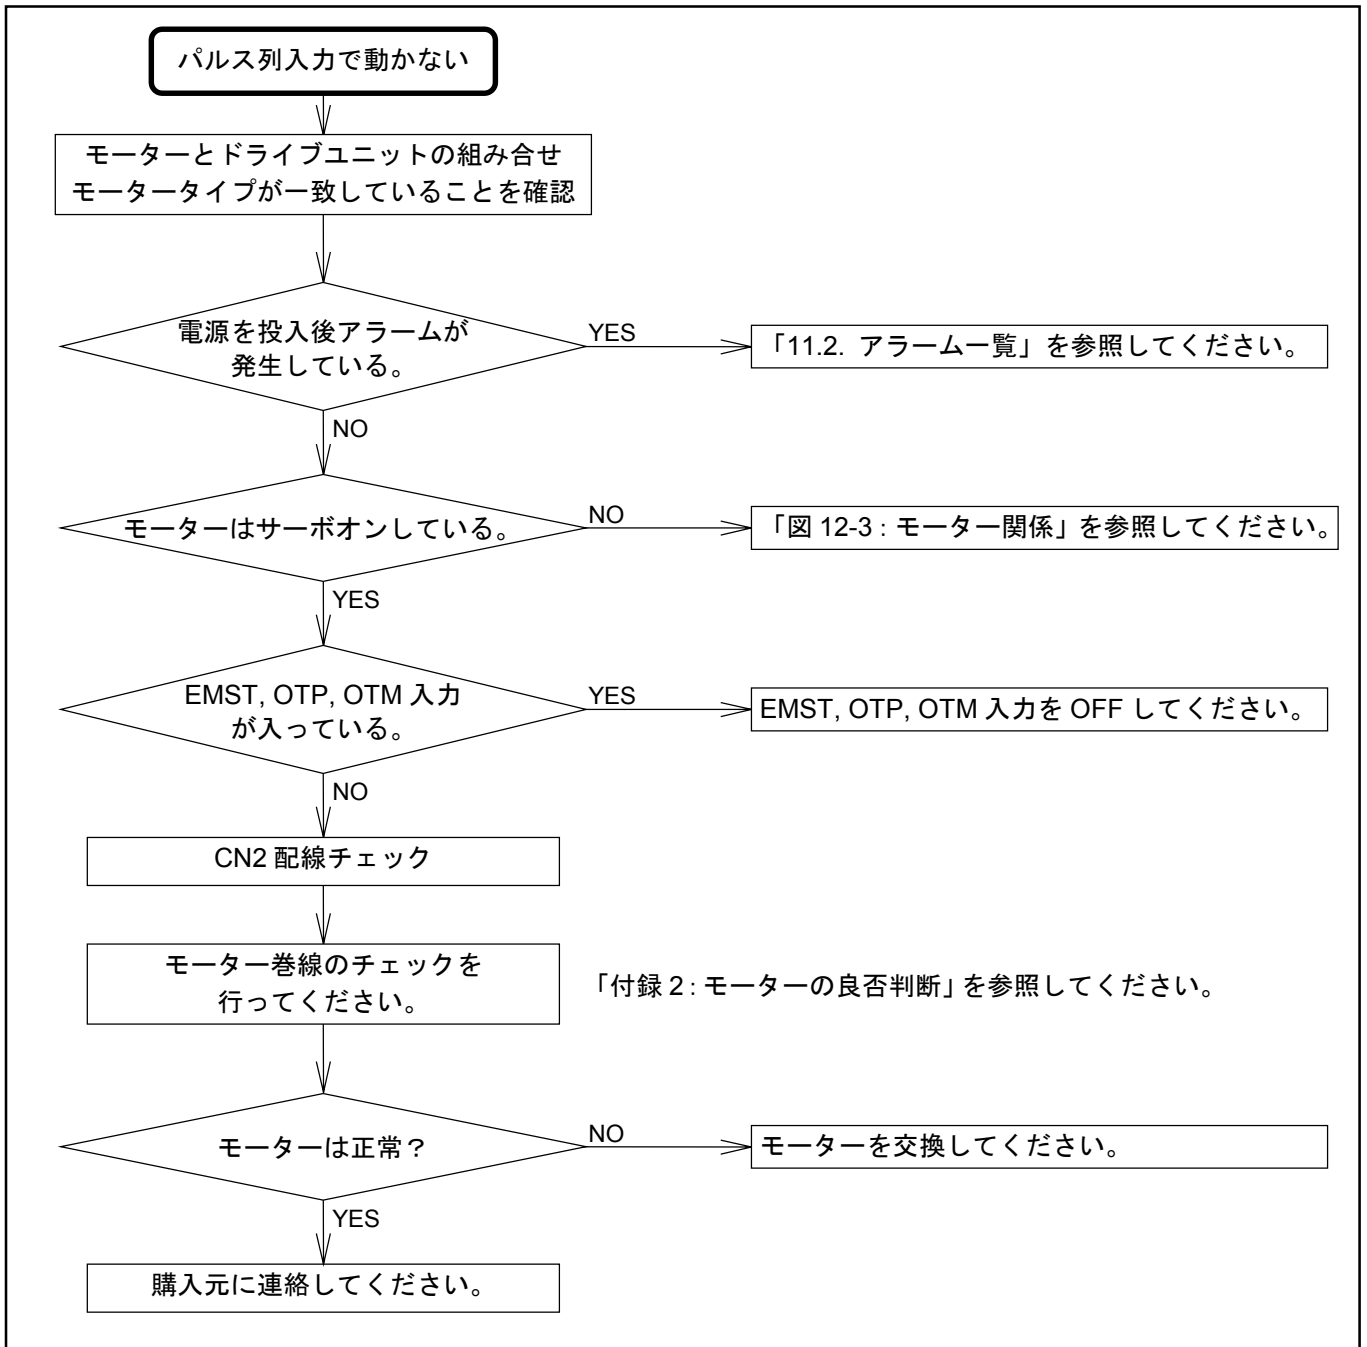 パルス列入力で動かない
モーターとドライブユニットの組み合せ
モータータイプが一致していることを確認
電源を投入後アラームが
発生している。
YES
「11.2. アラーム一覧」を参照してください。
NO
モーターはサーボオンしている。
NO
「図 12-3 : モーター関係」を参照してください。
YES
EMST, OTP, OTM 入力
が入っている。
YES
EMST, OTP, OTM 入力を OFF してください。
NO
CN2 配線チェック
モーター巻線のチェックを
行ってください。
「付録 2 : モーターの良否判断」を参照してください。
モーターは正常？
NO
モーターを交換してください。
YES
購入元に連絡してください。